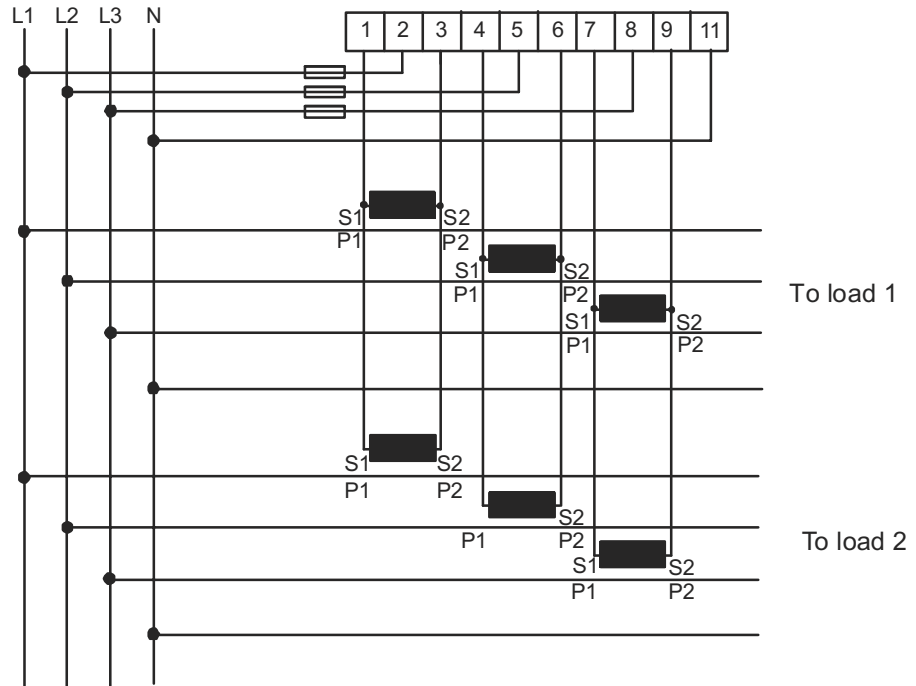 L1 L2 L3 N
1 2 3 4 5 6 7 8 9 11
S1 S2
P1 P2
S1 S2
P1 P2
To load 1
S1 S2
P1 P2
S1 S2
P1 P2
S2
P1 P2
To load 2
S1 S2
P1 P2